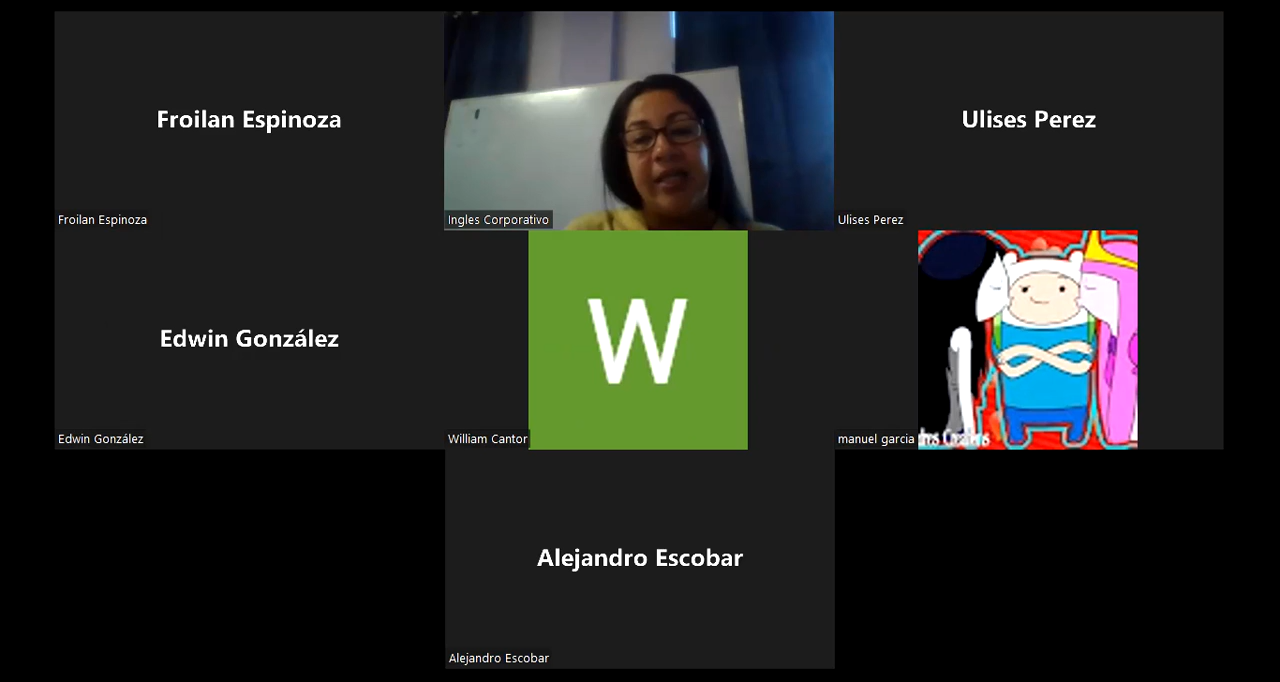 Froilan Espinoza
Froilan Espinoza
Ingles Corporativo
Ulises Perez
Ulises Perez
Edwin González
Edwin González
W
William Cantor
manuel garcia
Alejandro Escobar
Alejandro Escobar